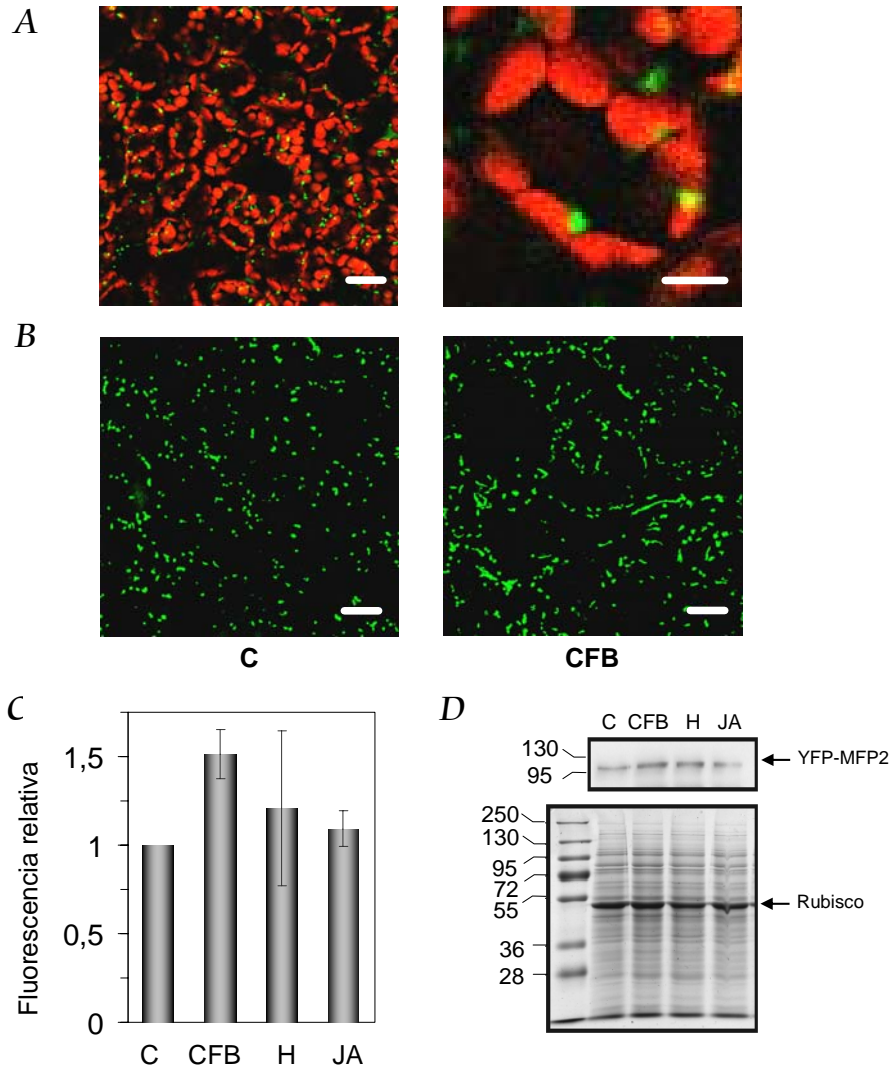 A
B
C
CFB
C
Fluorescencia relativa
1,5
1
0,5
0
C CFB H JA
D
C CFB H JA
130
95
YFP-MFP2
250
130
95
72
55
36
28
Rubisco